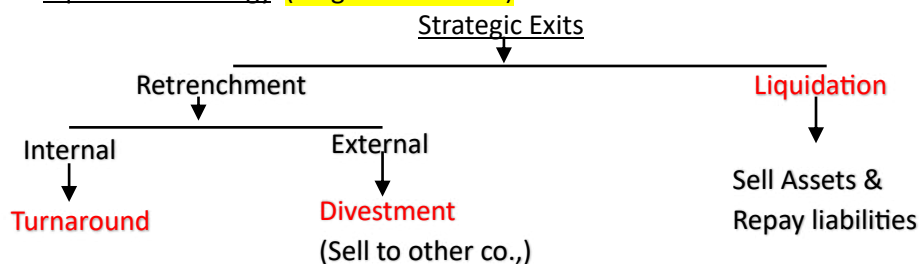 Strategic Exits
Retrenchment
Liquidation
Internal
External
Sell Assets &
Repay liabilities
Turnaround
Divestment
(Sell to other co.,)